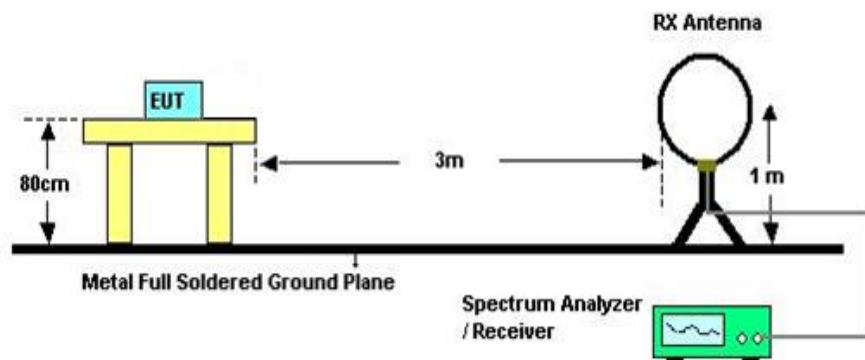 RX Antenna
EUT
80cm
3m
1 m
Metal Full Soldered Ground Plane
Spectrum Analyzer
/ Receiver